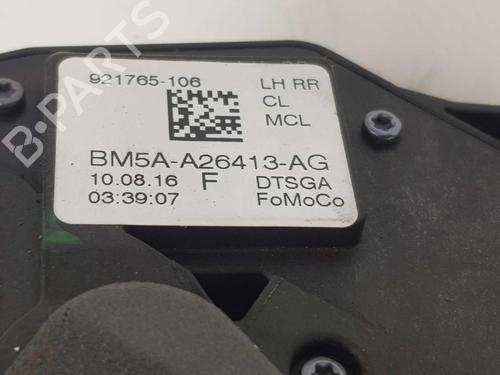 921765-106 LH RR
CL
MCL
BM5A-A26413-AG
10.08.16 F DTSGA
03:39:07 FoMoCo
B-PARTS